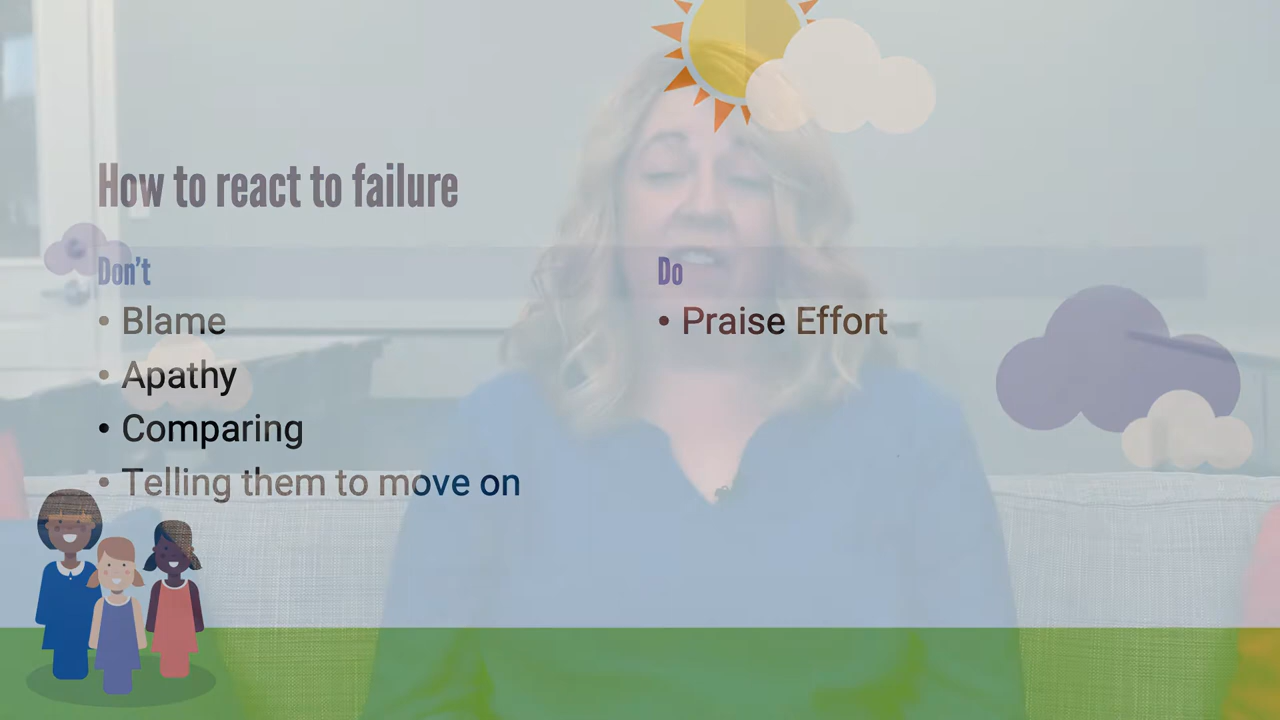 How to react to failure
Don't
• Blame
• Apathy
• Comparing
• Telling them to move on
Do
• Praise Effort